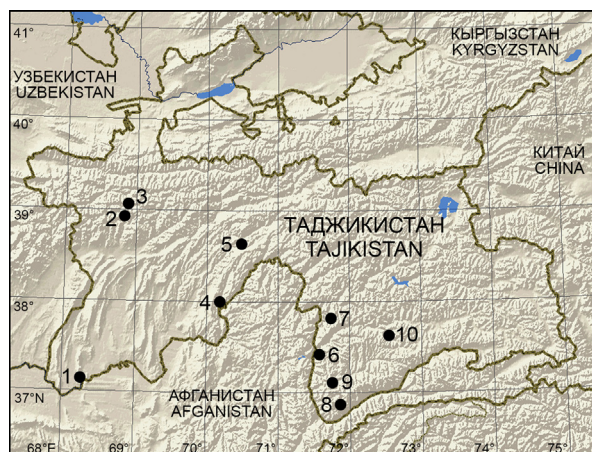 41°
КЫРГЫЗСТАН
KYRGYZSTAN
УЗБЕКИСТАН
UZBEKISTAN
40°
КИТАЙ
CHINA
3
39°
2
ТАДЖИКИСТАН
TAJIKISTAN
5
38°
4
7
10
6
1
9
37°N
АФГАНИСТАН
AFGANISTAN
8
68°E
69°
70°
71°
72°
73°
74°
75°